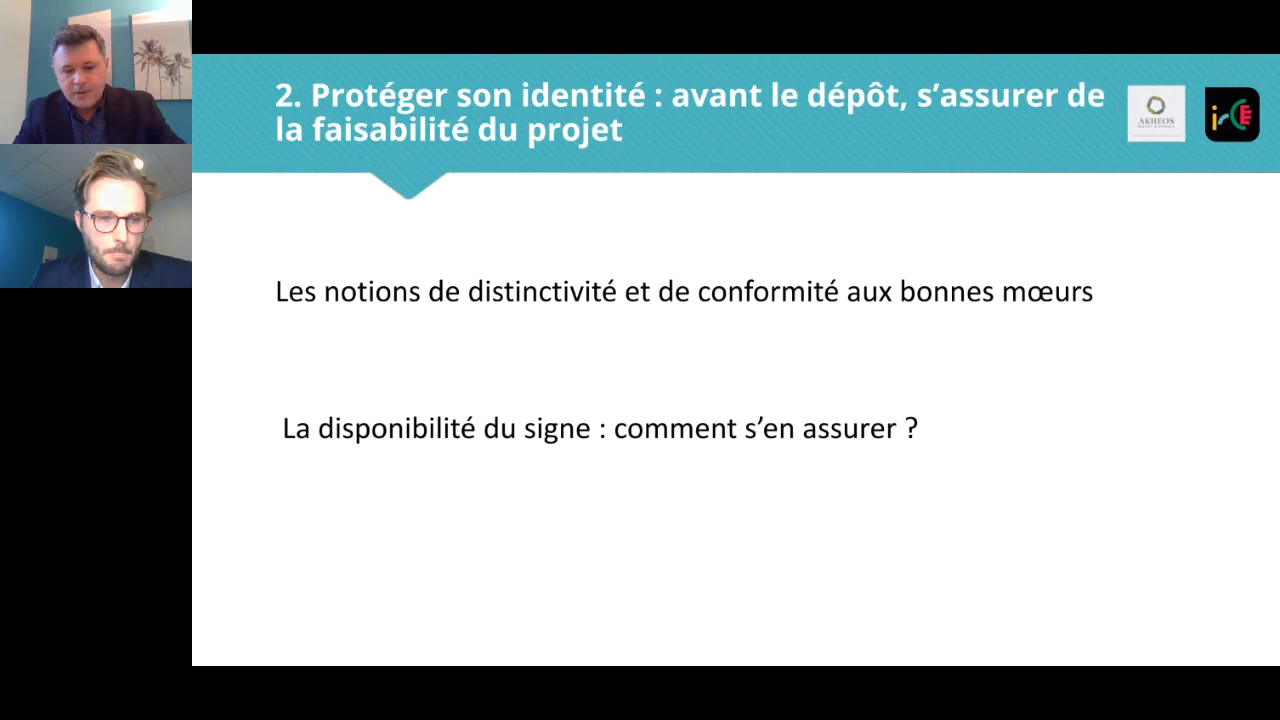 2. Protéger son identité : avant le dépôt, s’assurer de
la faisabilité du projet
AKHEOS
Les notions de distinctivité et de conformité aux bonnes mœurs
La disponibilité du signe : comment s’en assurer ?